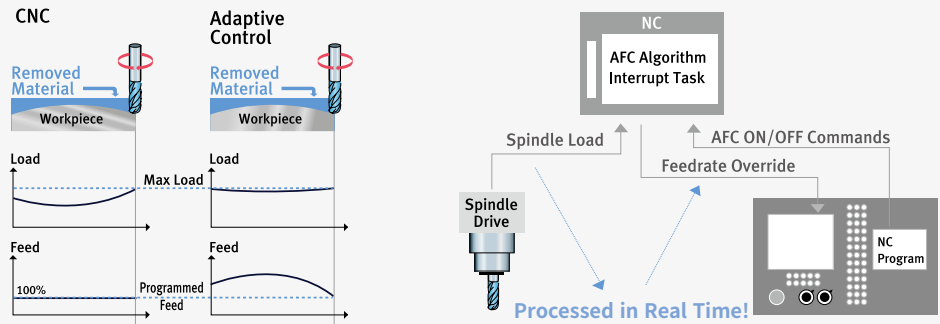 CNC
Adaptive
Control
Removed
Material
Workpiece
Removed
Material
Workpiece
Load
Load
Max Load
Feed
Feed
100%
Programmed
Feed
NC
AFC Algorithm
Interrupt Task
Spindle Load
AFC ON/OFF Commands
Feedrate Override
Spindle
Drive
NC
Program
Processed in Real Time!